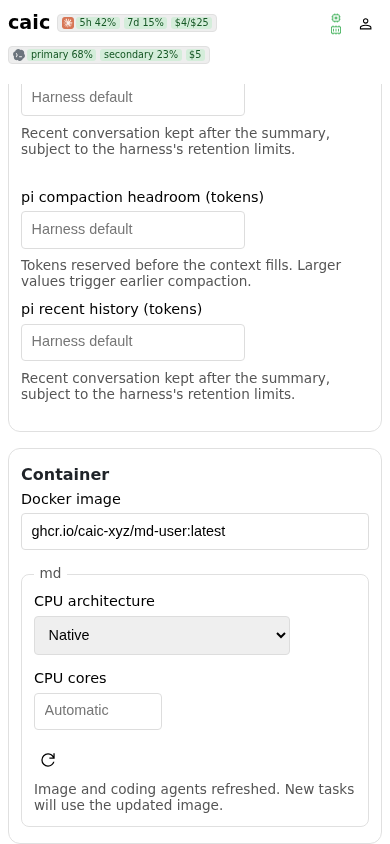 caic
5h 42% 7d 15% $4/$25
primary 68% secondary 23% $5
Harness default
Recent conversation kept after the summary,
subject to the harness's retention limits.
pi compaction headroom (tokens)
Harness default
Tokens reserved before the context fills. Larger
values trigger earlier compaction.
pi recent history (tokens)
Harness default
Recent conversation kept after the summary,
subject to the harness's retention limits.
Container
Docker image
ghcr.io/caic-xyz/md-user:latest
md
CPU architecture
Native
CPU cores
Automatic
Image and coding agents refreshed. New tasks
will use the updated image.